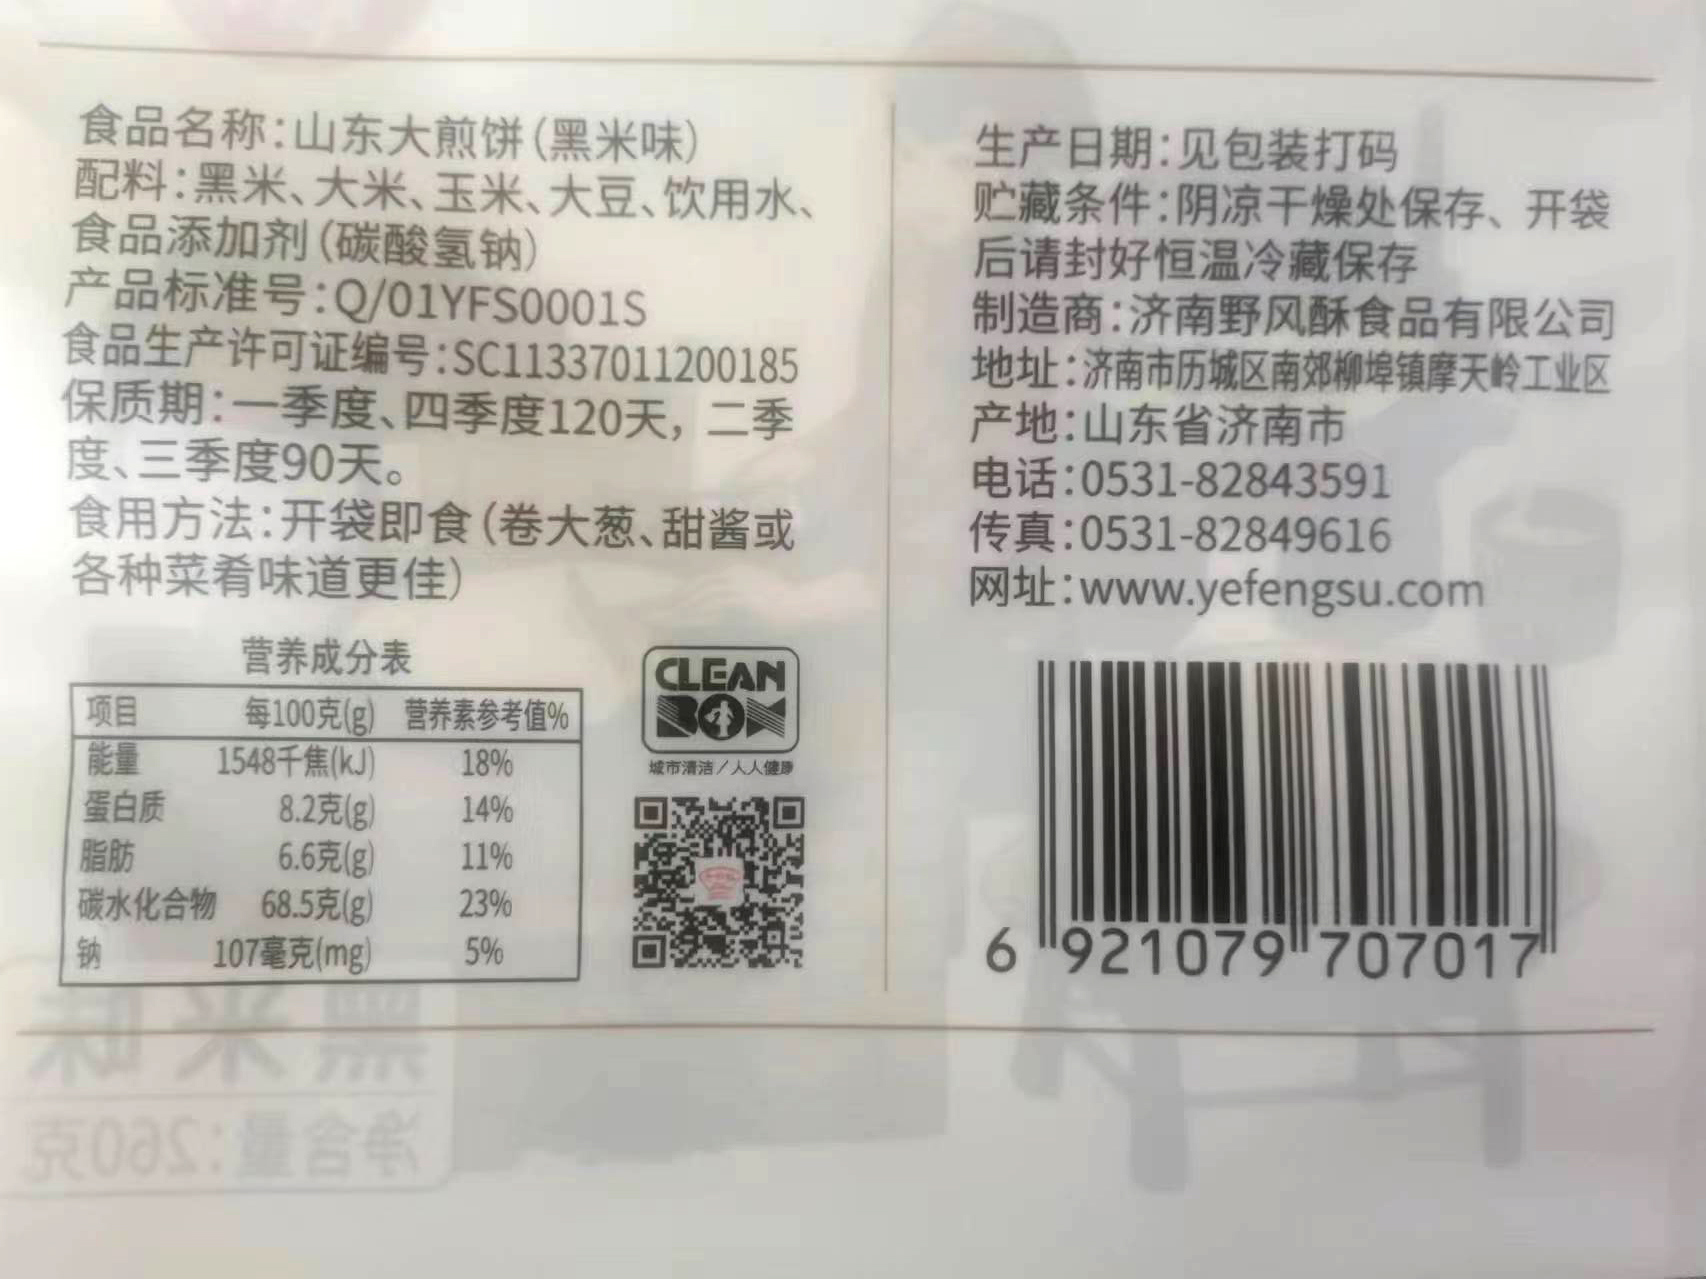 食品名称:山东大煎饼(黑米味)
配料:黑米、大米、玉米、大豆、饮用水、
食品添加剂(碳酸氢钠)
产品标准号:Q/01YFS0001S
食品生产许可证编号:SC11337011200185
保质期:一季度、四季度120天,二季
度、三季度90天。
食用方法:开袋即食(卷大葱、甜酱或
各种菜肴味道更佳)
营养成分表
项目 每100克(g) 营养素参考值%
能量 1548千焦(kJ) 18%
蛋白质 8.2克(g) 14%
脂肪 6.6克(g) 11%
碳水化合物 68.5克(g) 23%
钠 107毫克(mg) 5%
CLEAN
BOX
城市清洁/人人健康
生产日期:见包装打码
贮藏条件:阴凉干燥处保存、开袋
后请封好恒温冷藏保存
制造商:济南野风酥食品有限公司
地址:济南市历城区南郊柳埠镇摩天岭工业区
产地:山东省济南市
电话:0531-82843591
传真:0531-82849616
网址:www.yefengsu.com
6 921079 707017
黑米味
净含量:260克